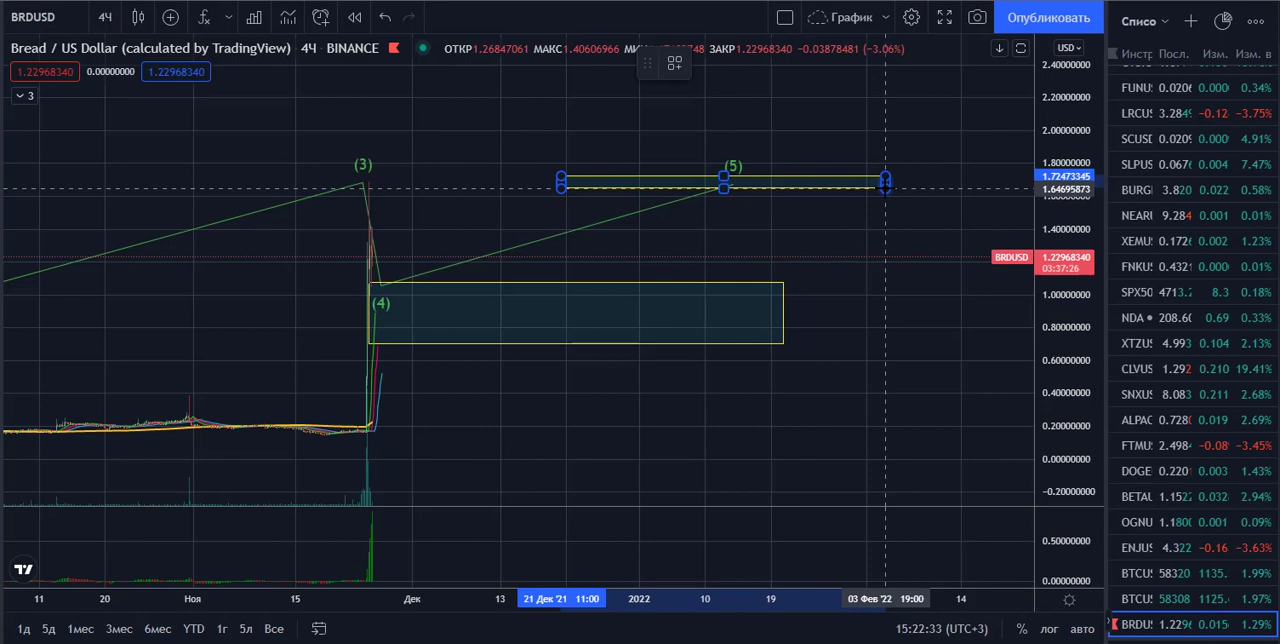 BRDUSD 4Ч График Опубликовать Списо
Bread / US Dollar (calculated by TradingView) 4Ч BINANCE ОТКР1.26847061 МАКС1.40606966 ЗАКР1.22968340 −0.03878481 (−3.06%) USD
1.22968340 0.00000000 1.22968340
3
Инстр Посл. Изм. Изм. в
2.40000000
2.20000000
2.00000000
1.80000000
1.72473345
1.64695873
1.40000000
BRDUSD 1.22968340
03:37:26
1.00000000
0.80000000
0.60000000
0.40000000
0.20000000
0.00000000
−0.20000000
0.50000000
0.00000000
(3)
(5)
(4)
FUNUS 0.0206 0.000 0.34%
LRCUS 3.284 −0.12 −3.75%
SCUSD 0.0209 0.000 4.91%
SLPUS 0.0676 0.004 7.47%
BURG 3.820 0.022 0.58%
NEARU 9.284 0.001 0.01%
XEMUS 0.1726 0.002 1.23%
FNKUS 0.4321 0.000 0.01%
SPX50 4713.2 8.3 0.18%
NDA 208.60 0.69 0.33%
XTZUS 4.993 0.104 2.13%
CLVUS 1.292 0.210 19.41%
SNXUS 8.083 0.211 2.68%
ALPAC 0.7280 0.019 2.69%
FTMUS 2.4984 −0.08 −3.45%
DOGE 0.2201 0.003 1.43%
BETAU 1.1522 0.032 2.94%
OGNU 1.1800 0.001 0.09%
ENJUS 4.322 −0.16 −3.63%
BTCUS 58320 1135. 1.99%
BTCUS 58308 1125. 1.97%
BRDUS 1.2296 0.015 1.29%
11 20 Ноя 15 Дек 13 21 Дек '21 11:00 2022 10 19 03 Фев '22 19:00 14
1д 5д 1мес 3мес 6мес YTD 1г 5л Все 15:22:33 (UTC+3) % лог авто